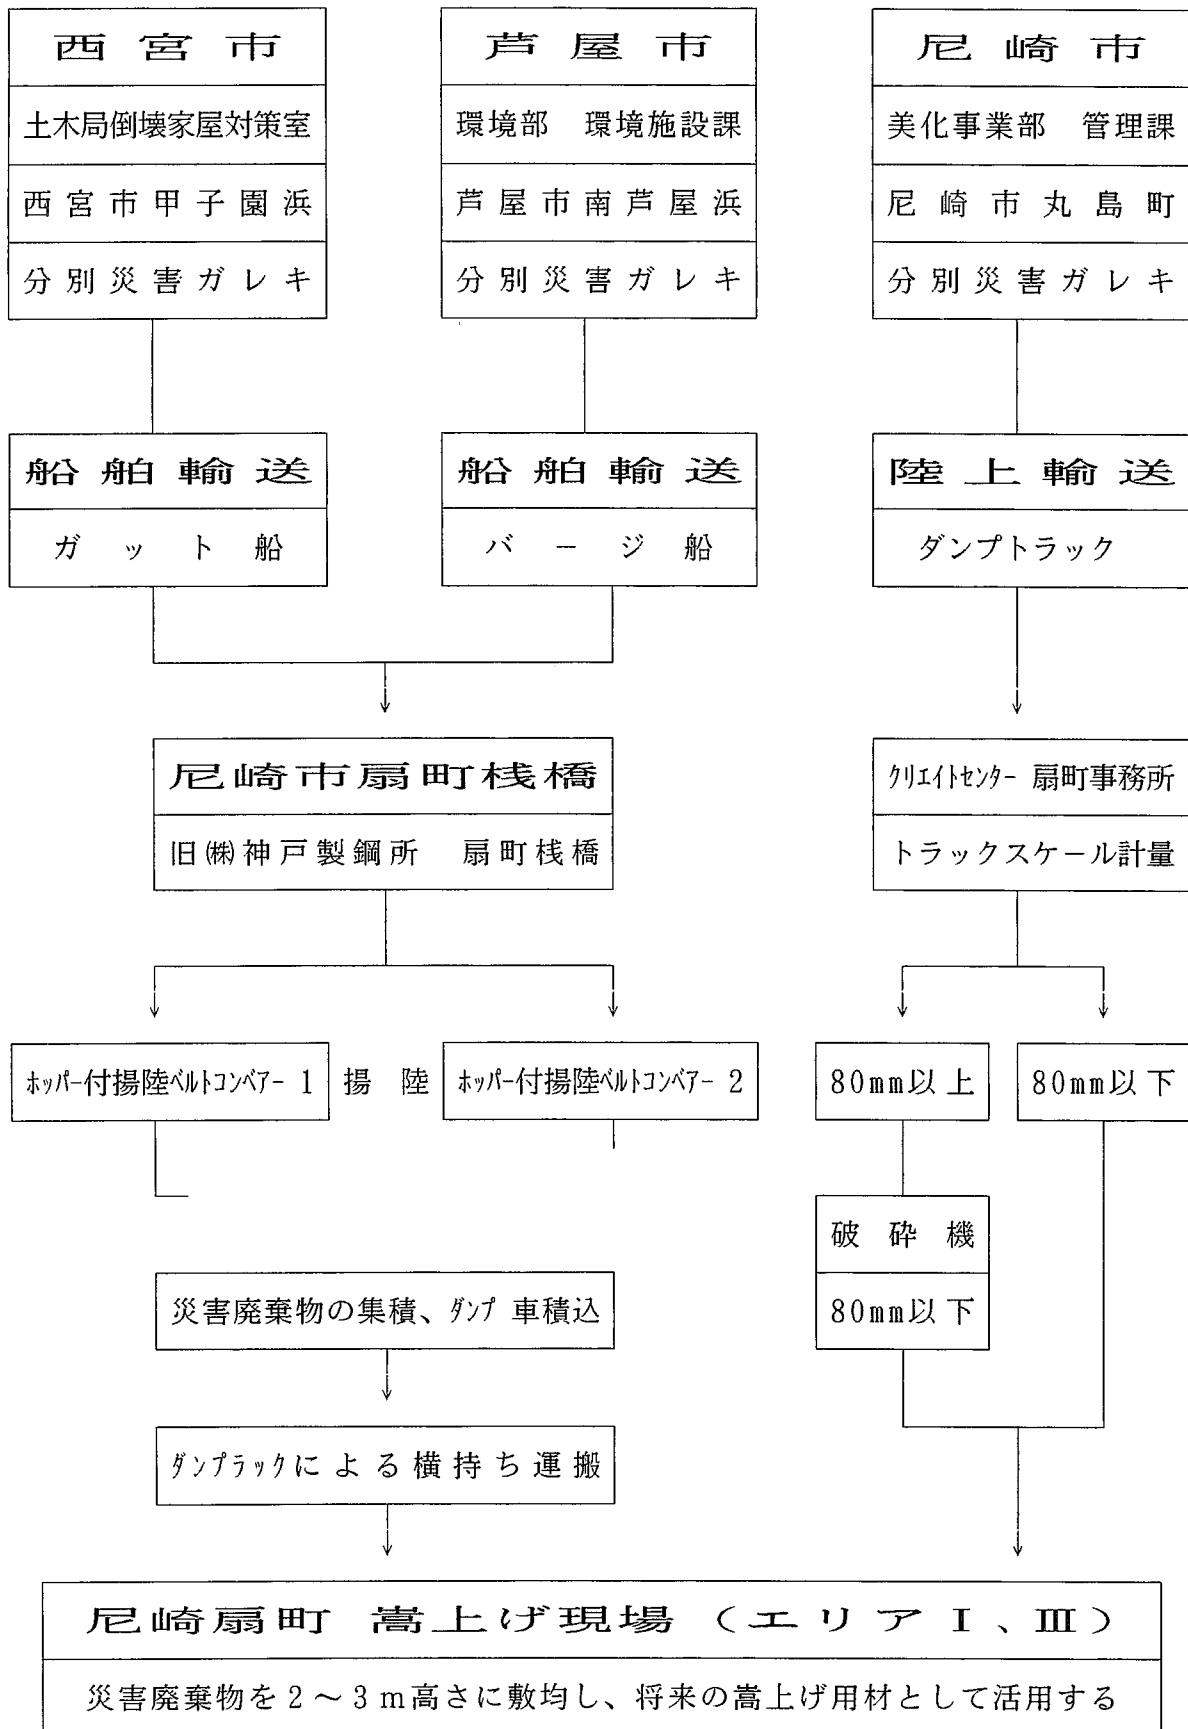 西宮市
土木局倒壊家屋対策室
西宮市甲子園浜
分別災害ガレキ
芦屋市
環境部　環境施設課
芦屋市南芦屋浜
分別災害ガレキ
尼崎市
美化事業部　管理課
尼崎市丸島町
分別災害ガレキ
船舶輸送
ガット船
船舶輸送
バージ船
陸上輸送
ダンプトラック
尼崎市扇町桟橋
旧㈱神戸製鋼所　扇町桟橋
クリエイトセンター 扇町事務所
トラックスケール計量
ホッパー付揚陸ベルトコンベアー 1
揚陸
ホッパー付揚陸ベルトコンベアー 2
80mm以上
80mm以下
破砕機
80mm以下
災害廃棄物の集積、ダンプ 車積込
ダンプラックによる横持ち運搬
尼崎扇町 嵩上げ現場（エリアⅠ、Ⅲ）
災害廃棄物を2～3m高さに敷均し、将来の嵩上げ用材として活用する